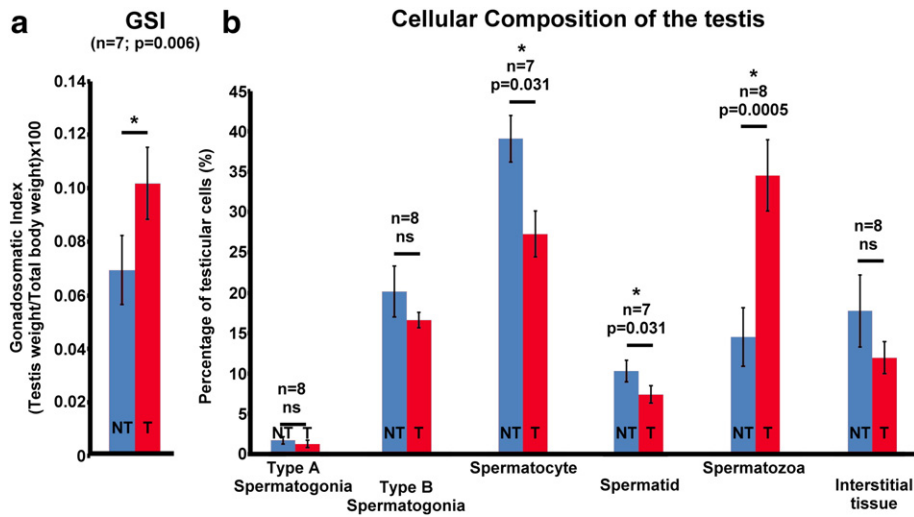 a
GSI
(n=7; p=0.006)
Gonadosomatic Index
(Testis weight/Total body weight)x100
0.14
0.12
0.10
0.08
0.06
0.04
0.02
0
*
NT T
b
Cellular Composition of the testis
Percentage of testicular cells (%)
45
40
35
30
25
20
15
10
5
0
n=8
ns
NT T
Type A
Spermatogonia
n=8
ns
NT T
Type B
Spermatogonia
*
n=7
p=0.031
NT T
Spermatocyte
*
n=7
p=0.031
NT T
Spermatid
*
n=8
p=0.0005
NT T
Spermatozoa
n=8
ns
NT T
Interstitial
tissue